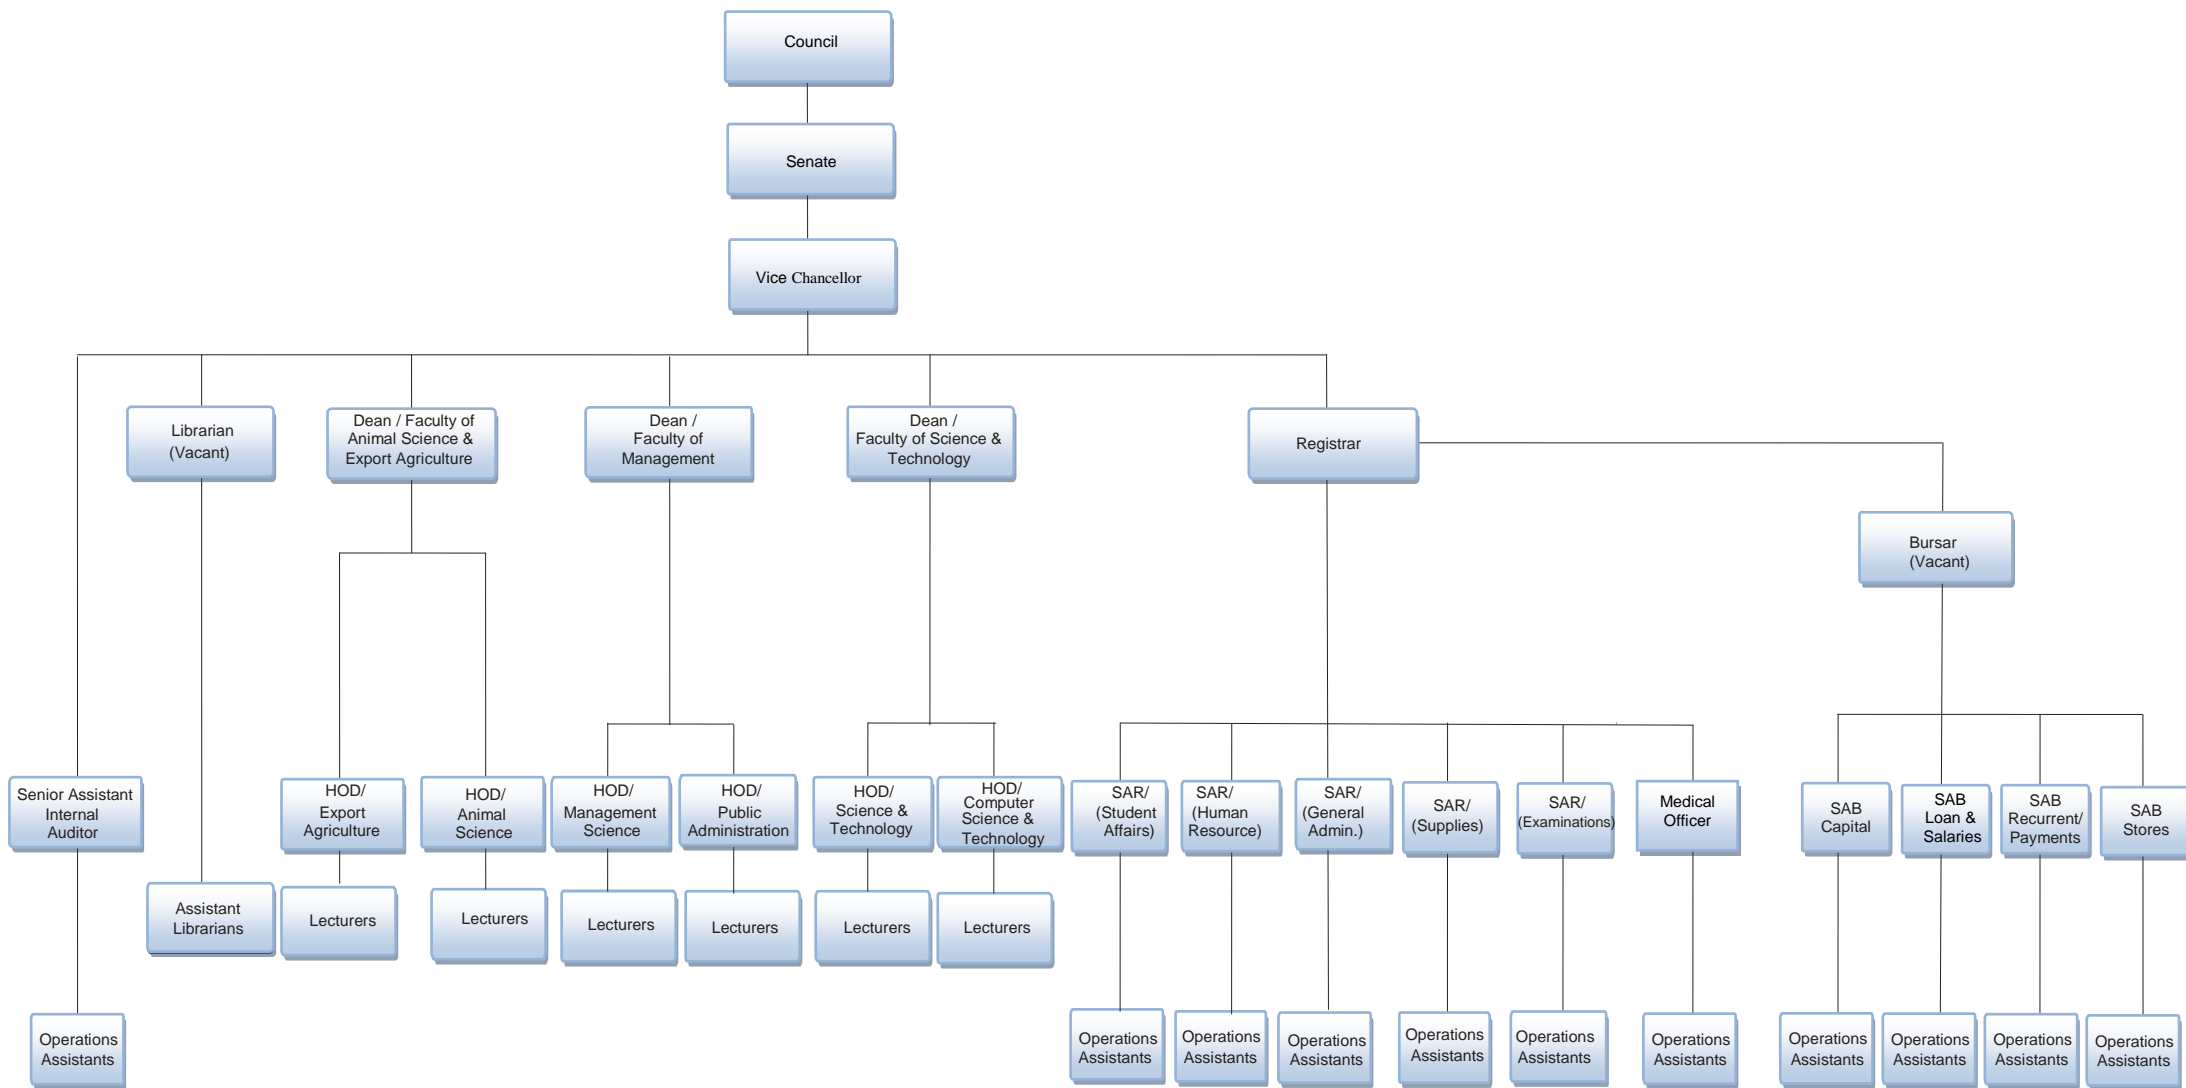 Council
Senate
Vice Chancellor
Librarian
(Vacant)
Dean / Faculty of
Animal Science &
Export Agriculture
Dean /
Faculty of
Management
Dean /
Faculty of Science &
Technology
Registrar
Bursar
(Vacant)
Senior Assistant
Internal
Auditor
HOD/
Export
Agriculture
HOD/
Animal
Science
HOD/
Management
Science
HOD/
Public
Administration
HOD/
Science &
Technology
HOD/
Computer
Science &
Technology
SAR/
(Student
Affairs)
SAR/
(Human
Resource)
SAR/
(General
Admin.)
SAR/
(Supplies)
SAR/
(Examinations)
Medical
Officer
SAB
Capital
SAB
Loan &
Salaries
SAB
Recurrent/
Payments
SAB
Stores
Assistant
Librarians
Lecturers
Lecturers
Lecturers
Lecturers
Lecturers
Lecturers
Operations
Assistants
Operations
Assistants
Operations
Assistants
Operations
Assistants
Operations
Assistants
Operations
Assistants
Operations
Assistants
Operations
Assistants
Operations
Assistants
Operations
Assistants
Operations
Assistants